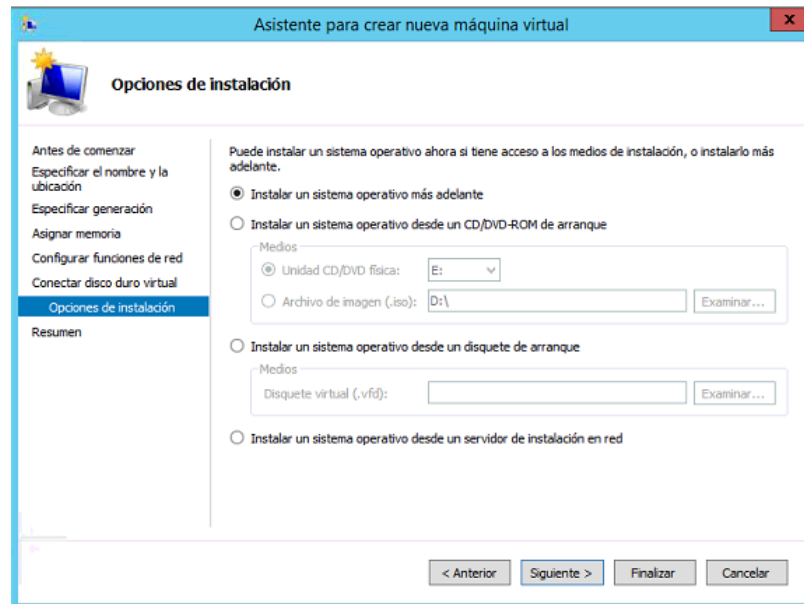 Asistente para crear nueva máquina virtual
x
Opciones de instalación
Antes de comenzar
Especificar el nombre y la
ubicación
Especificar generación
Asignar memoria
Configurar funciones de red
Conectar disco duro virtual
Opciones de instalación
Resumen
Puede instalar un sistema operativo ahora si tiene acceso a los medios de instalación, o instalarlo más
adelante.
Instalar un sistema operativo más adelante
Instalar un sistema operativo desde un CD/DVD-ROM de arranque
Medios
Unidad CD/DVD física: E:
Archivo de imagen (.iso): D:\ Examinar...
Instalar un sistema operativo desde un disquete de arranque
Medios
Disquete virtual (.vfd): Examinar...
Instalar un sistema operativo desde un servidor de instalación en red
< Anterior Siguiente > Finalizar Cancelar